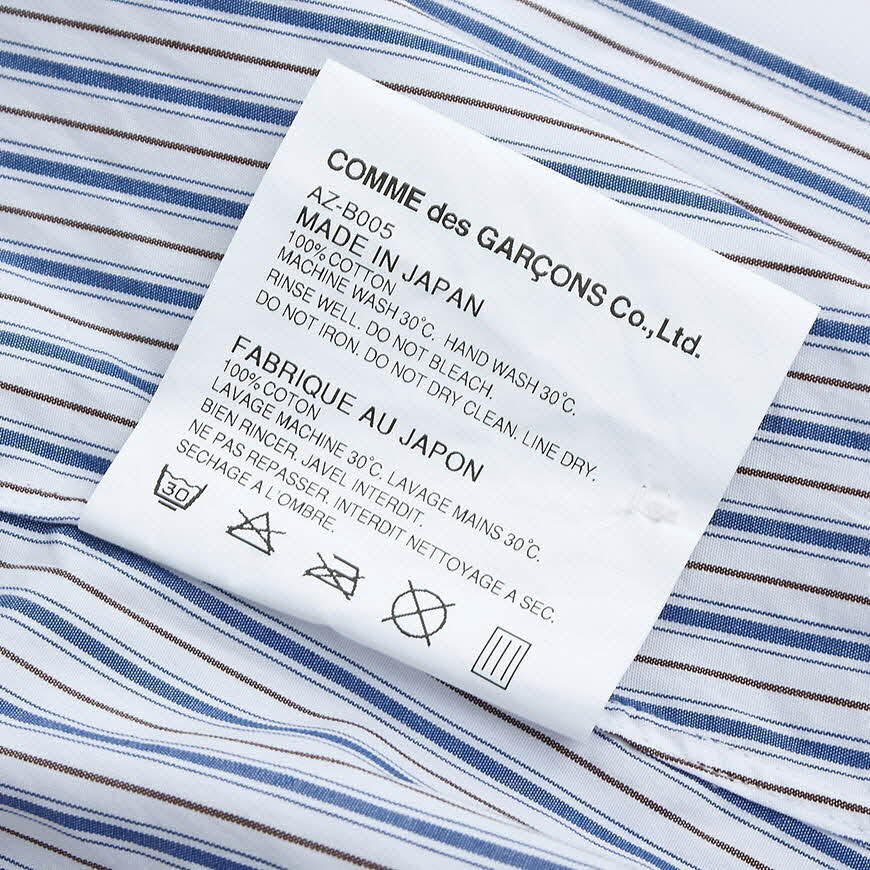 COMME des GARÇONS Co.,Ltd.
AZ-B005
MADE IN JAPAN
100% COTTON
MACHINE WASH 30°C. HAND WASH 30°C.
RINSE WELL. DO NOT BLEACH.
DO NOT IRON. DO NOT DRY CLEAN. LINE DRY.
FABRIQUE AU JAPON
100% COTON
LAVAGE MACHINE 30°C. LAVAGE MAINS 30°C.
BIEN RINCER, JAVEL INTERDIT.
NE PAS REPASSER. INTERDIT NETTOYAGE A SEC.
SECHAGE A L'OMBRE.
30